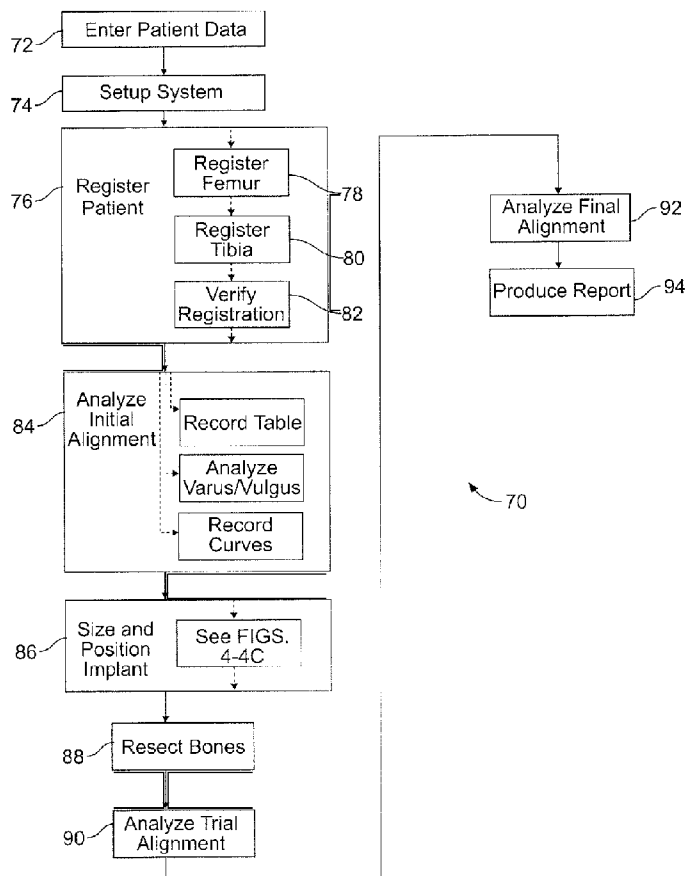 72
Enter Patient Data
74
Setup System
76
Register
Patient
Register
Femur
78
Register
Tibia
80
Verify
Registration
82
84
Analyze
Initial
Alignment
Record Table
Analyze
Varus/Vulgus
Record
Curves
86
Size and
Position
Implant
See FIGS.
4-4C
88
Resect Bones
90
Analyze Trial
Alignment
Analyze Final
Alignment
92
Produce Report
94
70